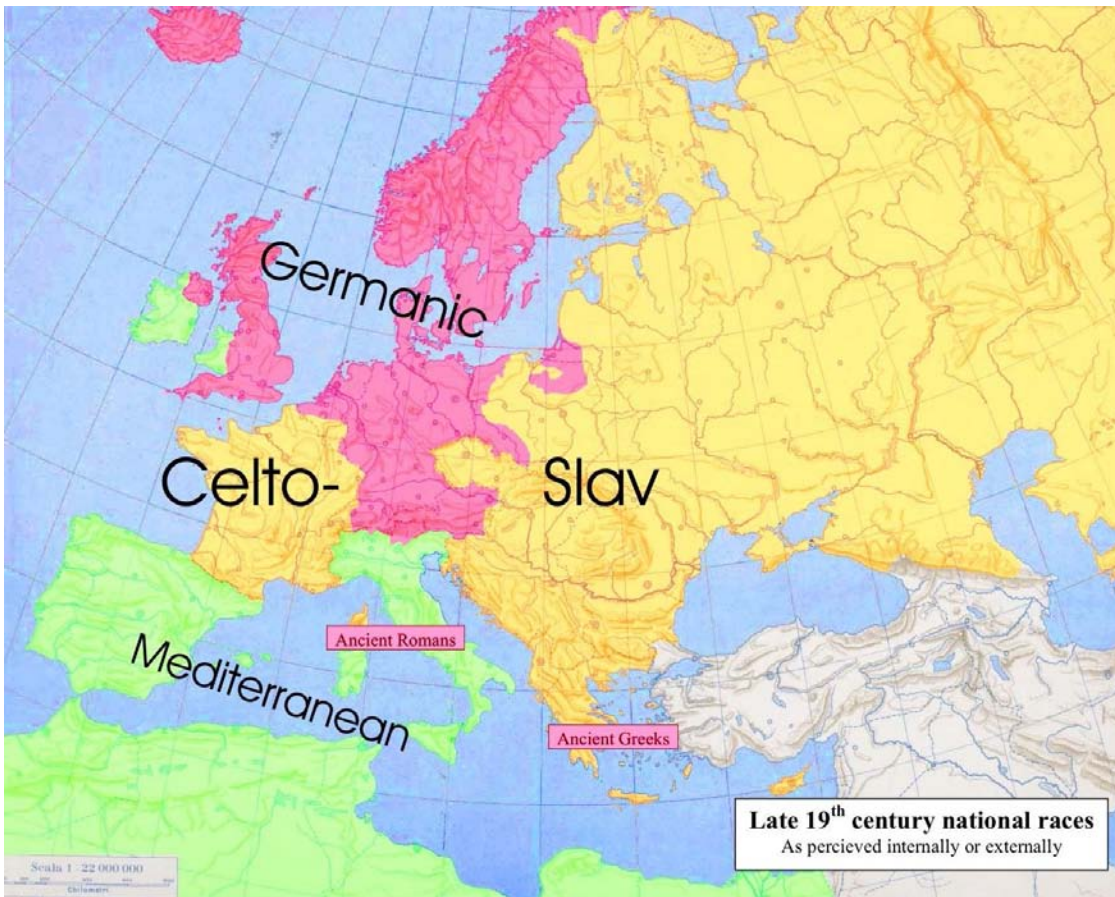 Germanic
Celto-
Slav
Ancient Romans
Mediterranean
Ancient Greeks
Late 19th century national races
As percieved internally or externally
Scala 1 : 22 000 000
Chilometri